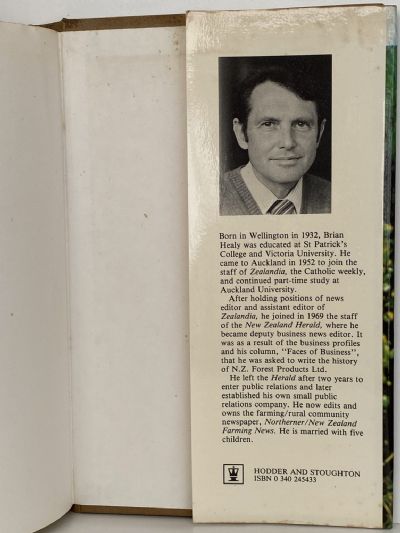 Born in Wellington in 1932, Brian
Healy was educated at St Patrick's
College and Victoria University. He
came to Auckland in 1952 to join the
staff of Zealandia, the Catholic weekly,
and continued part-time study at
Auckland University.
After holding positions of news
editor and assistant editor of
Zealandia, he joined in 1969 the staff
of the New Zealand Herald, where he
became deputy business news editor. It
was as a result of the business profiles
and his column, "Faces of Business",
that he was asked to write the history
of N.Z. Forest Products Ltd.
He left the Herald after two years to
enter public relations and later
established his own small public
relations company. He now edits and
owns the farming/rural community
newspaper, Northerner/New Zealand
Farming News. He is married with five
children.
HODDER AND STOUGHTON
ISBN 0 340 245433